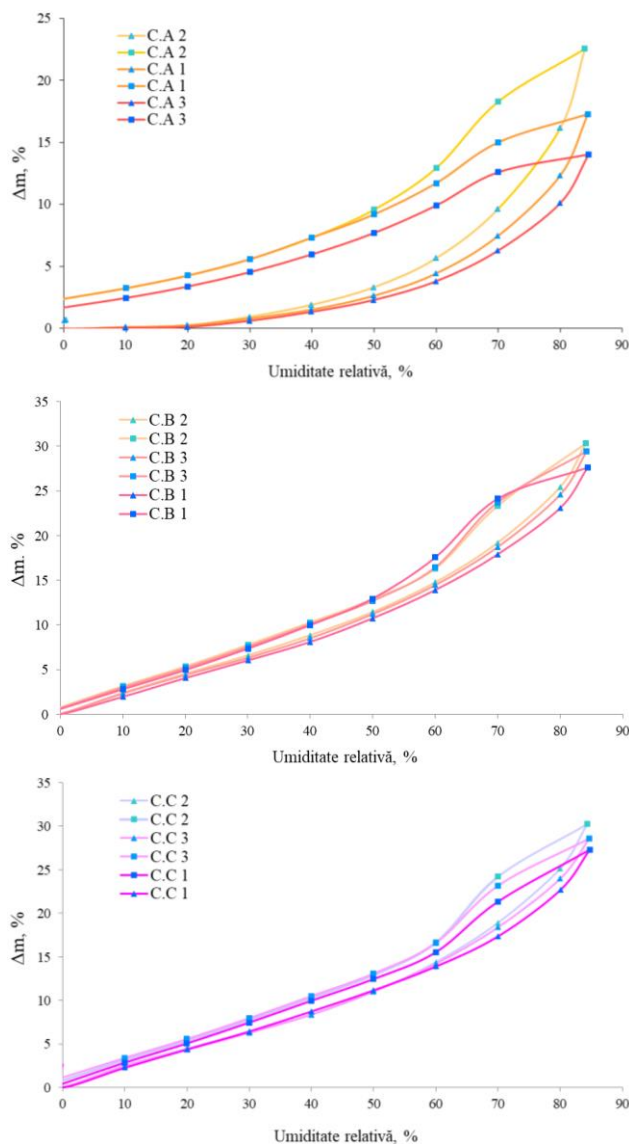 25
20
15
10
5
0
Δm, %
C.A 2
C.A 2
C.A 1
C.A 1
C.A 3
C.A 3
0 10 20 30 40 50 60 70 80 90
Umiditate relativă, %
35
30
25
20
15
10
5
0
Δm. %
C.B 2
C.B 2
C.B 3
C.B 3
C.B 1
C.B 1
0 10 20 30 40 50 60 70 80 90
Umiditate relativă, %
35
30
25
20
15
10
5
0
Δm, %
C.C 2
C.C 2
C.C 3
C.C 3
C.C 1
C.C 1
0 10 20 30 40 50 60 70 80 90
Umiditate relativă, %